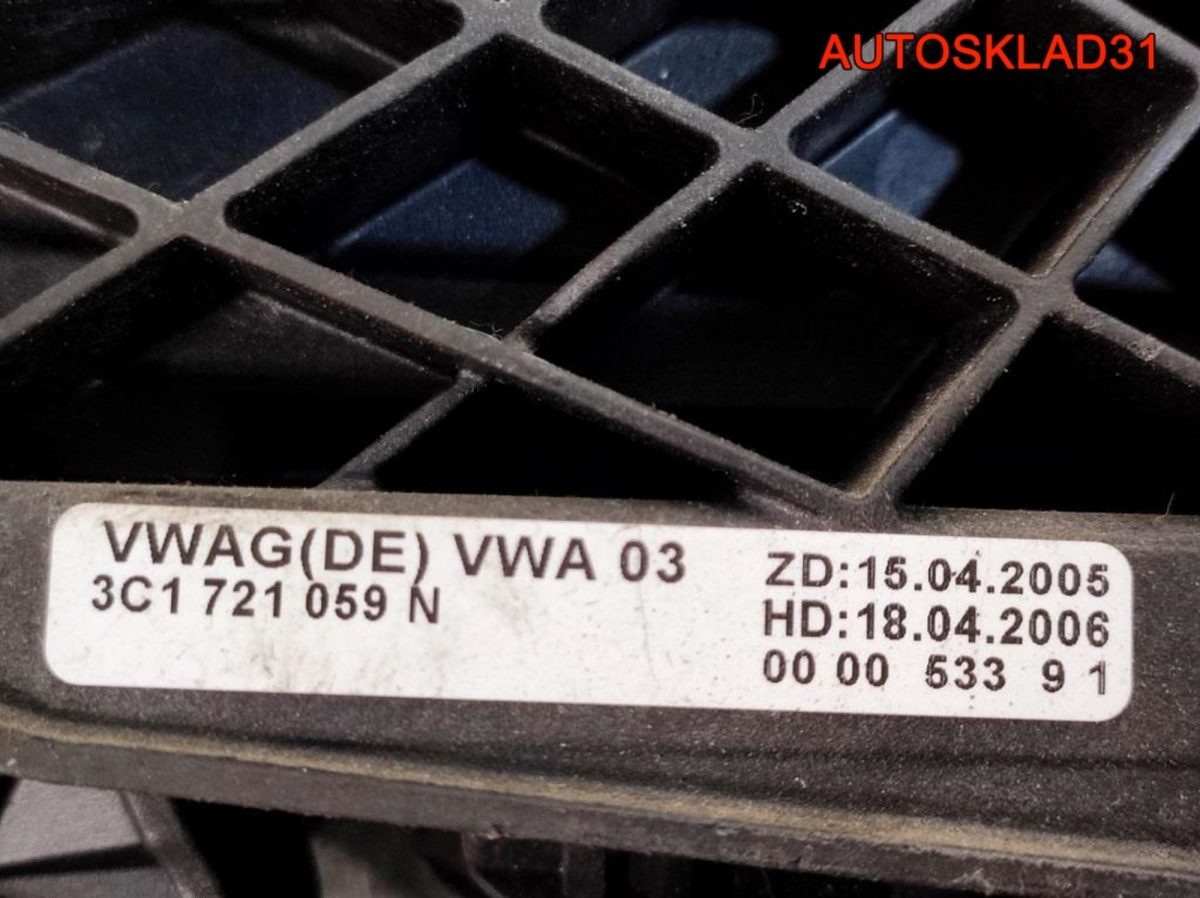 AUTOSKLAD31
VWAG(DE) VWA 03
3C1 721 059 N
ZD:15.04.2005
HD:18.04.2006
00 00 533 9 1